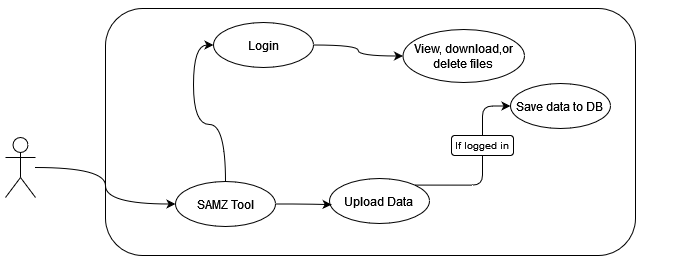 Login
View, download,or
delete files
Save data to DB
If logged in
SAMZ Tool
Upload Data